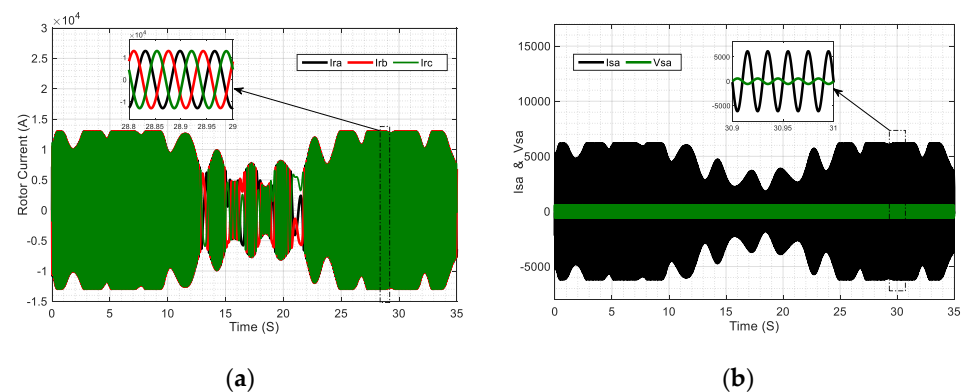 ×10⁴
3
2.5
2
1.5
1
0.5
0
-0.5
-1
-1.5
Rotor Current (A)
0 5 10 15 20 25 30 35
Time (S)
Ira Irb Irc
×10⁴
1
0
-1
28.8 28.85 28.9 28.95 29
(a)
15000
10000
5000
0
-5000
Isa & Vsa
0 5 10 15 20 25 30 35
Time (S)
Isa Vsa
5000
0
-5000
30.9 30.95 31
(b)